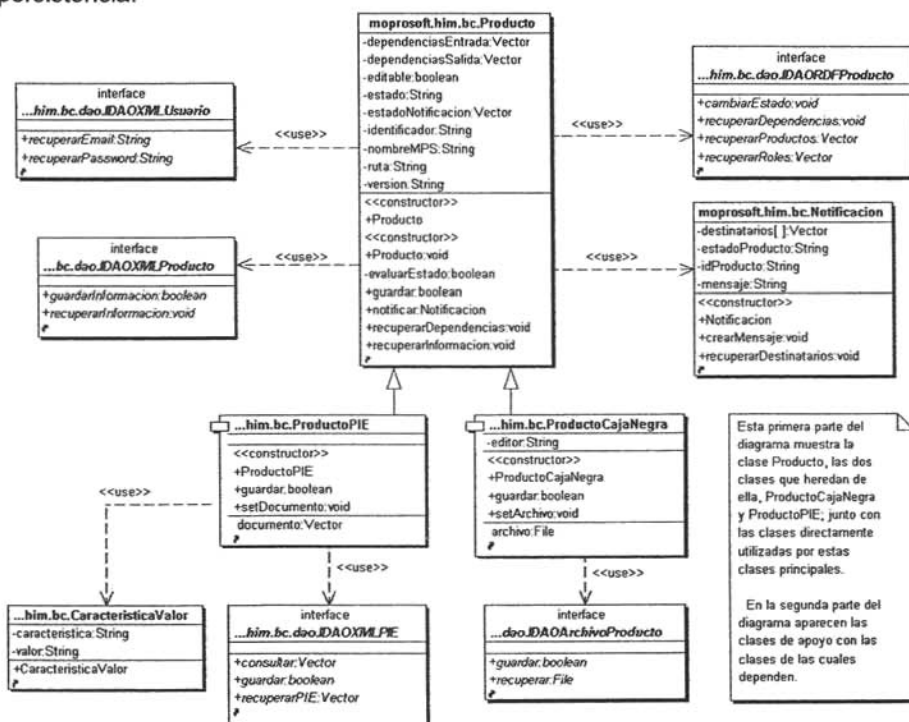 persistencia.
moprosoft.him.bc.Producto
-dependenciasEntrada:Vector
-dependenciasSalida:Vector
-editable:boolean
-estado:String
-estadoNotificacion:Vector
-identificador:String
-nombreMPS:String
-ruta:String
-version:String
<<constructor>>
+Producto
<<constructor>>
+Producto:void
-evaluarEstado:boolean
+guardar:boolean
+notificar:Notificacion
+recuperarDependencias:void
+recuperarInformacion:void
interface
...him.bc.dao.IDAOXMLUsuario
+recuperarEmail:String
+recuperarPassword:String
<<use>>
interface
...bc.dao.IDAOXMLProducto
+guardarInformacion:boolean
+recuperarInformacion:void
<<use>>
interface
...him.bc.dao.IDAORDFProducto
+cambiarEstado:void
+recuperarDependencias:void
+recuperarProductos:Vector
+recuperarRoles:Vector
<<use>>
moprosoft.him.bc.Notificacion
-destinatarios[ ]:Vector
-estadoProducto:String
-idProducto:String
-mensaje:String
<<constructor>>
+Notificacion
+crearMensaje:void
+recuperarDestinatarios:void
<<use>>
...him.bc.ProductoPIE
<<constructor>>
+ProductoPIE
+guardar:boolean
+setDocumento:void
documento:Vector
<<use>>
<<use>>
...him.bc.ProductoCajaNegra
-editor:String
<<constructor>>
+ProductoCajaNegra
+guardar:boolean
+setArchivo:void
archivo:File
<<use>>
...him.bc.CaracteristicaValor
-caracteristica:String
-valor:String
+CaracteristicaValor
interface
...him.bc.dao.IDAOXMLPIE
+consultar:Vector
+guardar:boolean
+recuperarPIE:Vector
interface
...dao.IDAOArchivoProducto
+guardar:boolean
+recuperar:File
Esta primera parte del
diagrama muestra la
clase Producto, las dos
clases que heredan de
ella, ProductoCajaNegra
y ProductoPIE; junto con
las clases directamente
utilizadas por estas
clases principales.
En la segunda parte del
diagrama aparecen las
clases de apoyo con las
clases de las cuales
dependen.